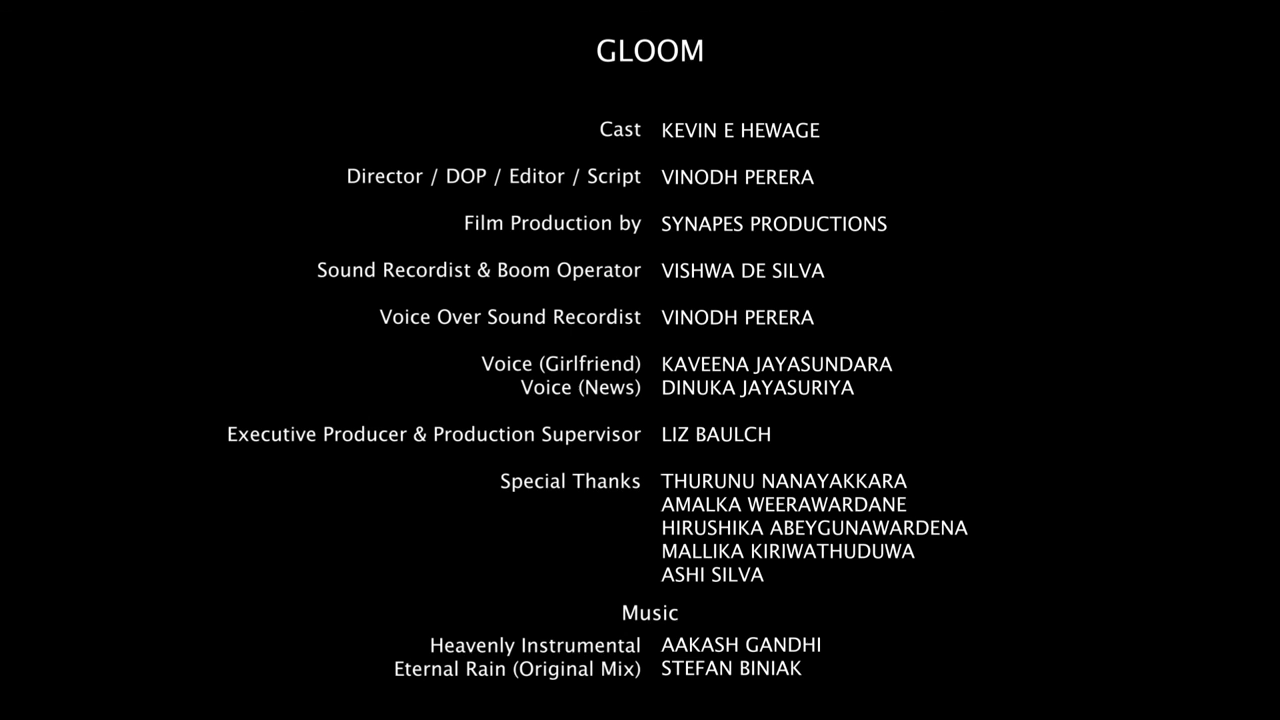 GLOOM
Cast KEVIN E HEWAGE
Director / DOP / Editor / Script VINODH PERERA
Film Production by SYNAPES PRODUCTIONS
Sound Recordist & Boom Operator VISHWA DE SILVA
Voice Over Sound Recordist VINODH PERERA
Voice (Girlfriend) KAVEENA JAYASUNDARA
Voice (News) DINUKA JAYASURIYA
Executive Producer & Production Supervisor LIZ BAULCH
Special Thanks THURUNU NANAYAKKARA
AMALKA WEERAWARDANE
HIRUSHIKA ABEYGUNAWARDENA
MALLIKA KIRIWATHUDUWA
ASHI SILVA
Music
Heavenly Instrumental AAKASH GANDHI
Eternal Rain (Original Mix) STEFAN BINIAK